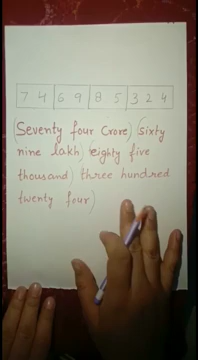 7 4 6 9 8 5 3 2 4
(Seventy four Crore) (sixty
nine lakh) (eighty five
thousand) three hundred
twenty four)